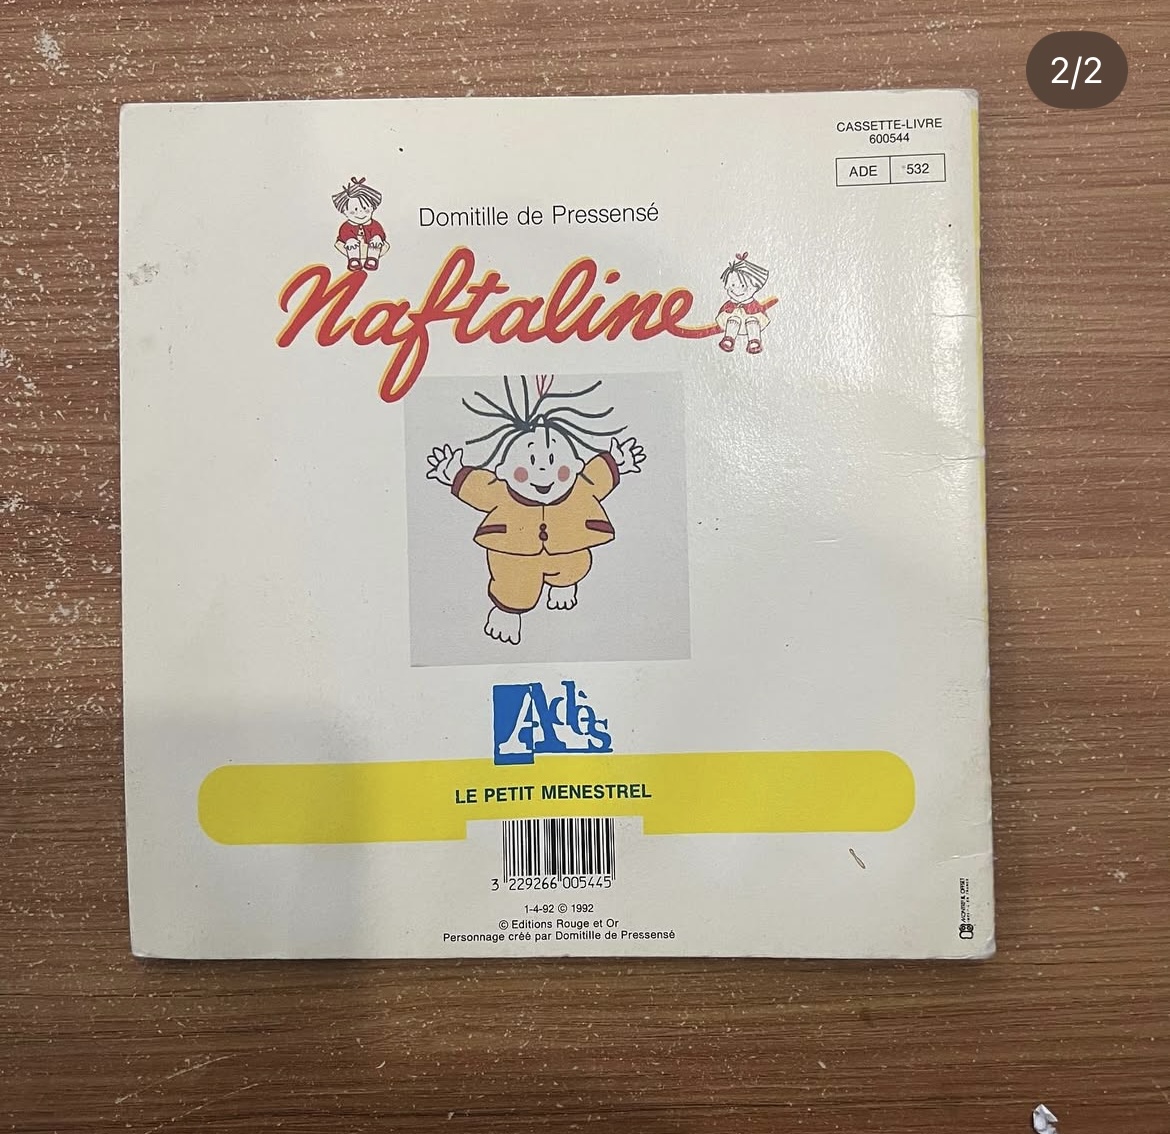 2/2
CASSETTE-LIVRE
600544
ADE 532
Domitille de Pressensé
Naftaline
Adès
LE PETIT MENESTREL
3 229266 005445
1-4-92 © 1992
© Editions Rouge et Or
Personnage créé par Domitille de Pressensé